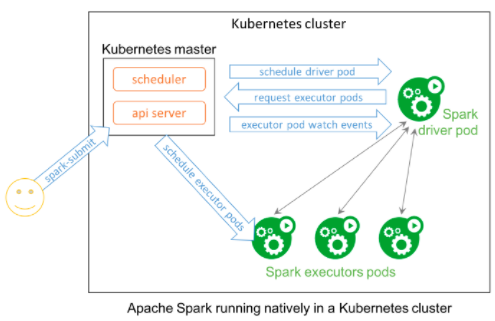 Kubernetes cluster
Kubernetes master
scheduler
api server
schedule driver pod
request executor pods
executor pod watch events
Spark
driver pod
spark-submit
schedule executor
pods
Spark executors pods
Apache Spark running natively in a Kubernetes cluster